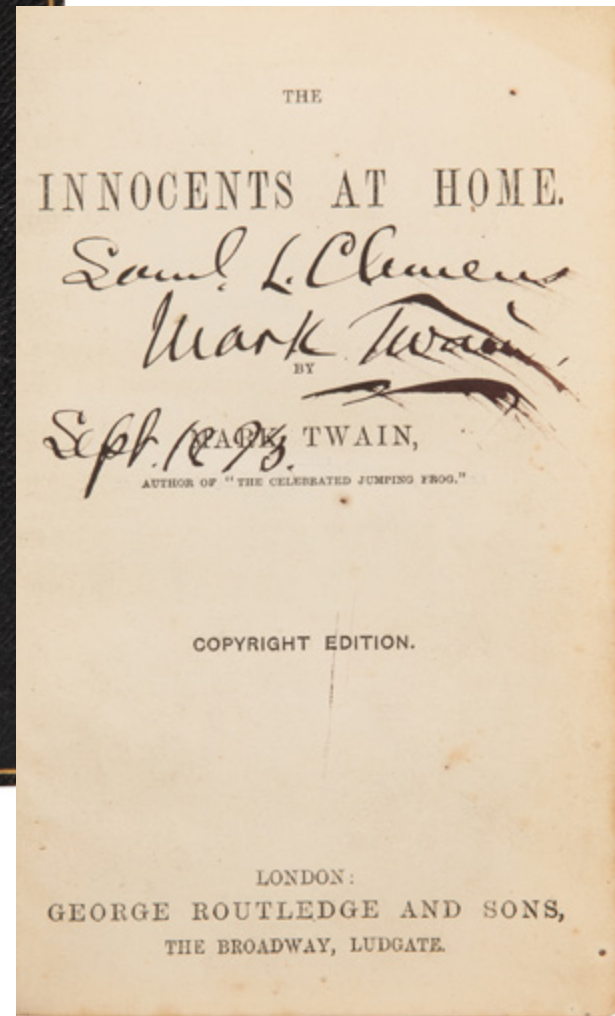 THE
INNOCENTS AT HOME.
Saml. L. Clemens
Mark Twain.
BY
MARK TWAIN,
Sept. 1873.
AUTHOR OF "THE CELEBRATED JUMPING FROG."
COPYRIGHT EDITION.
LONDON:
GEORGE ROUTLEDGE AND SONS,
THE BROADWAY, LUDGATE.